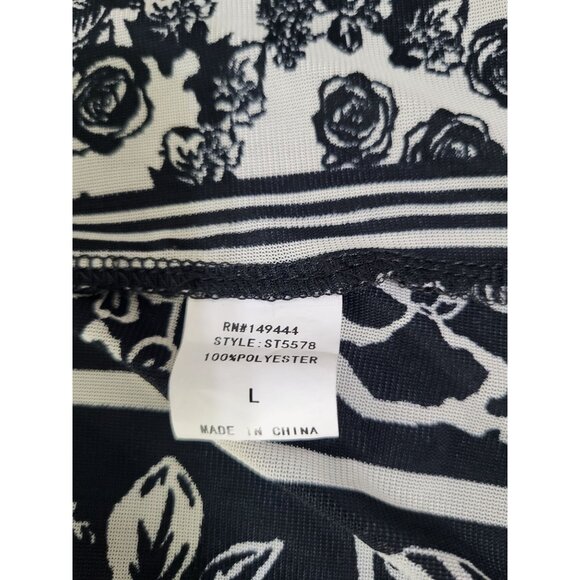 RN#149444
STYLE:ST5578
100%POLYESTER
L
MADE IN CHINA